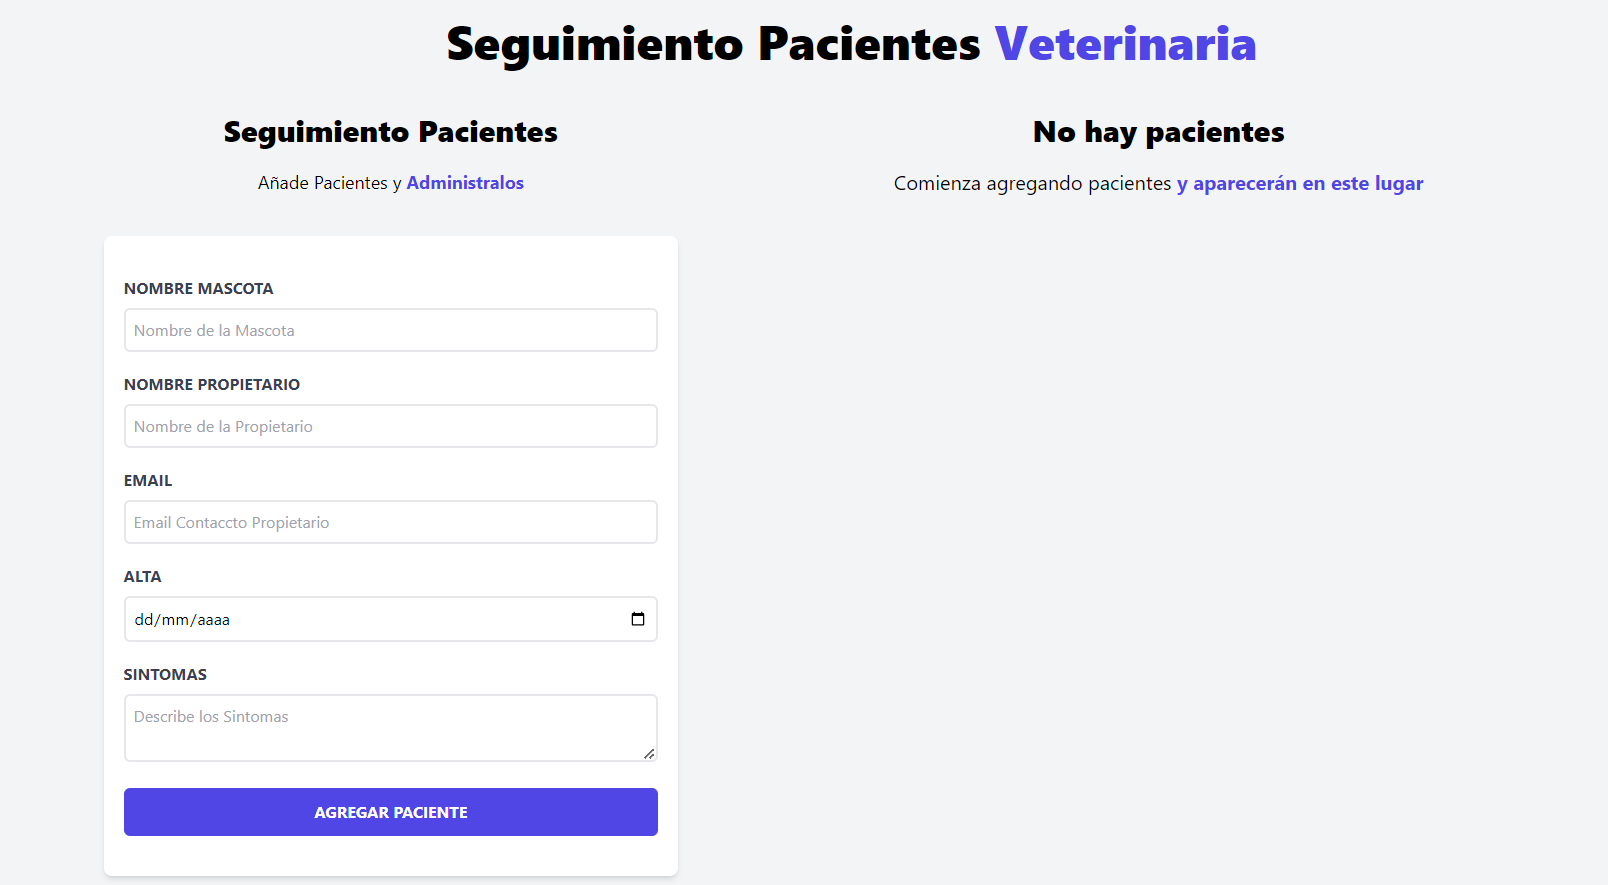 Seguimiento Pacientes Veterinaria
Seguimiento Pacientes
Añade Pacientes y Administralos
NOMBRE MASCOTA
Nombre de la Mascota
NOMBRE PROPIETARIO
Nombre de la Propietario
EMAIL
Email Contaccto Propietario
ALTA
dd/mm/aaaa
SINTOMAS
Describe los Sintomas
AGREGAR PACIENTE
No hay pacientes
Comienza agregando pacientes y aparecerán en este lugar